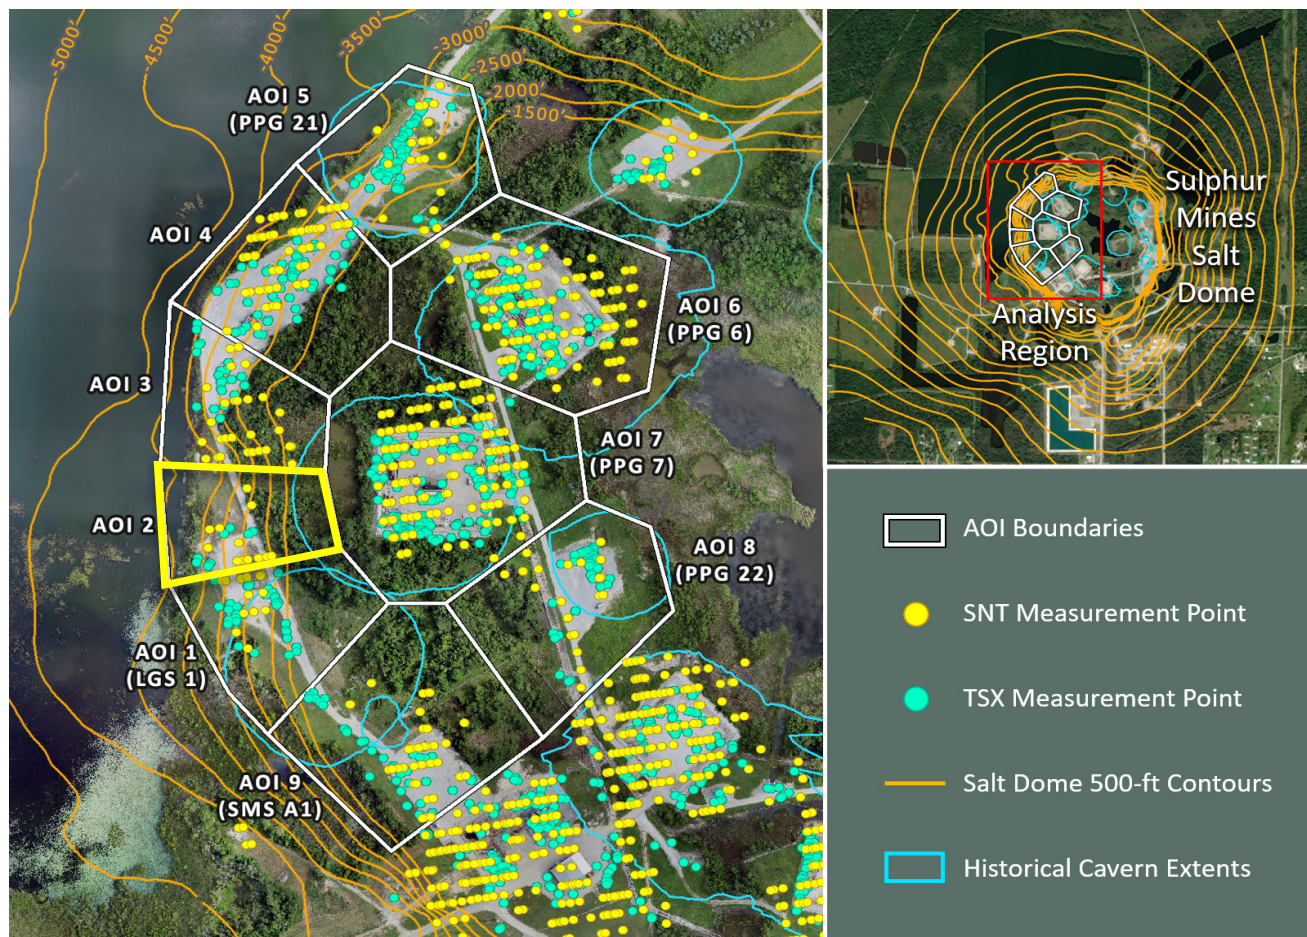 -5000'
-4500'
-4000'
-3500'
-3000'
-2500'
-2000'
-1500'
AOI 5
(PPG 21)
AOI 4
AOI 3
AOI 2
AOI 1
(LGS 1)
AOI 9
(SMS A1)
AOI 6
(PPG 6)
AOI 7
(PPG 7)
AOI 8
(PPG 22)
Sulphur
Mines
Salt
Dome
Analysis
Region
AOI Boundaries
SNT Measurement Point
TSX Measurement Point
Salt Dome 500-ft Contours
Historical Cavern Extents